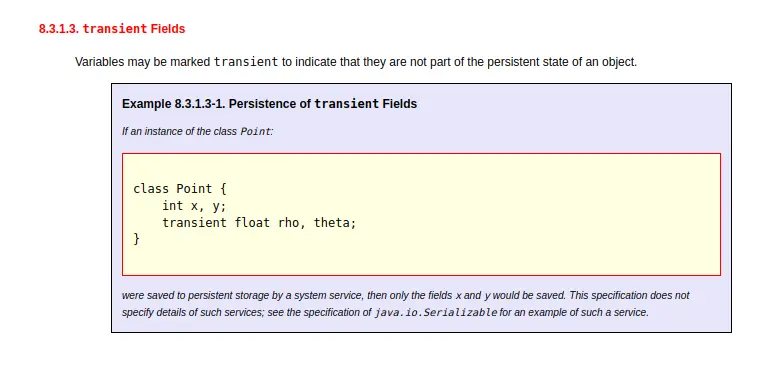 8.3.1.3. transient Fields
Variables may be marked transient to indicate that they are not part of the persistent state of an object.
Example 8.3.1.3-1. Persistence of transient Fields
If an instance of the class Point:
class Point {
    int x, y;
    transient float rho, theta;
}
were saved to persistent storage by a system service, then only the fields x and y would be saved. This specification does not
specify details of such services; see the specification of java.io.Serializable for an example of such a service.